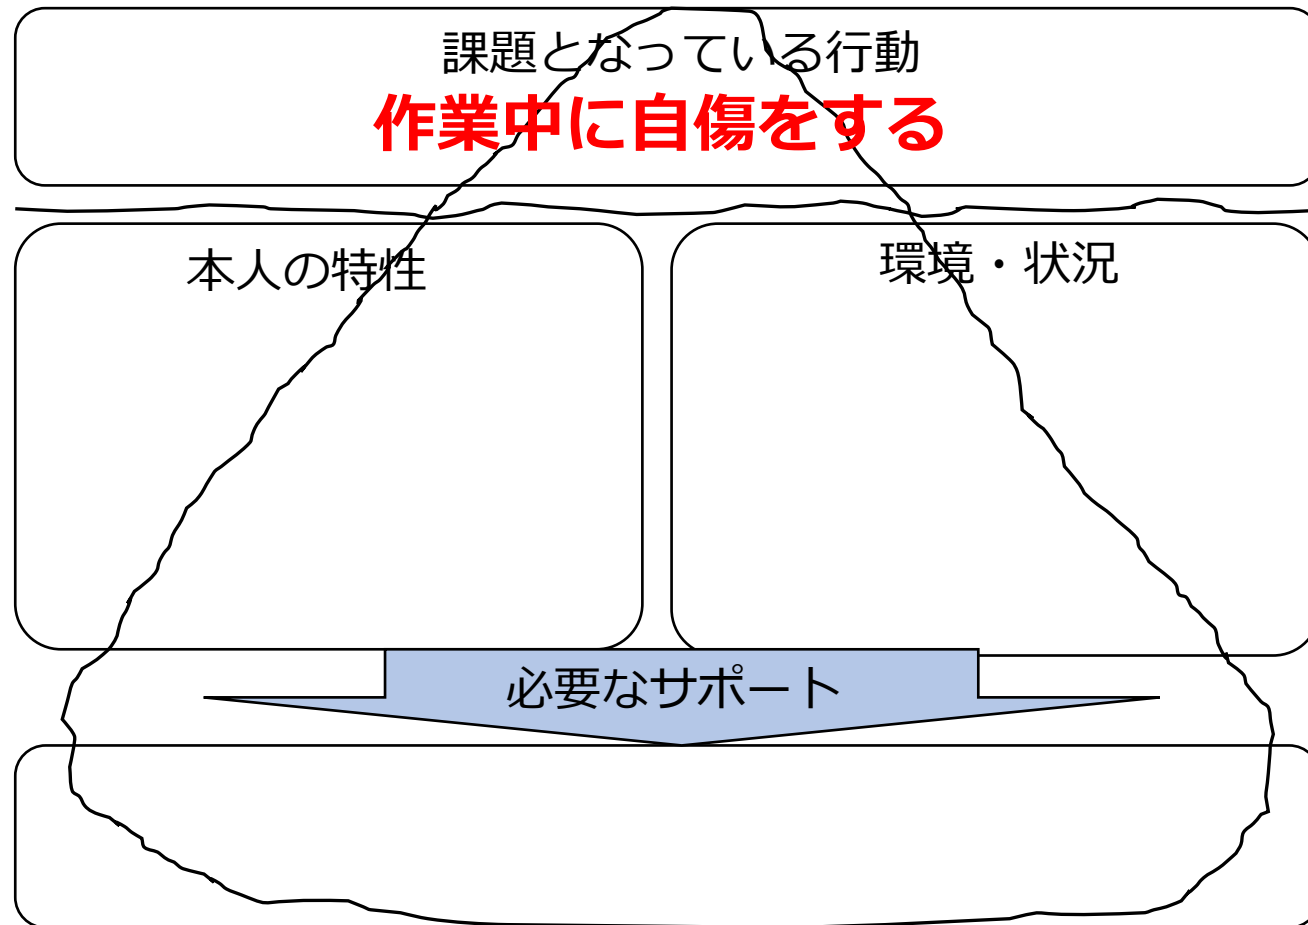 課題となっている行動
作業中に自傷をする
本人の特性
環境・状況
必要なサポート